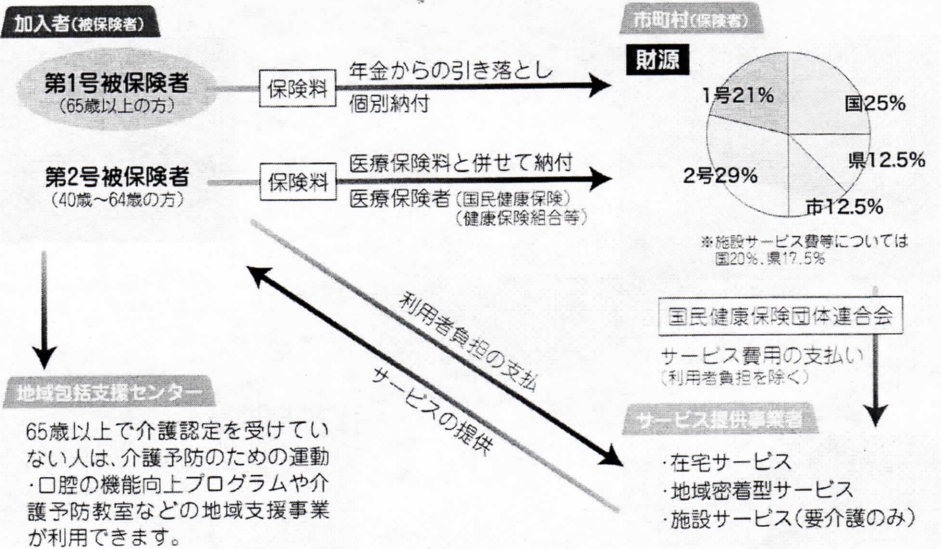 加入者(被保険者)
第1号被保険者
(65歳以上の方)
保険料
年金からの引き落とし
個別納付
第2号被保険者
(40歳～64歳の方)
保険料
医療保険料と併せて納付
医療保険者(国民健康保険)
(健康保険組合等)
市町村(保険者)
財源
1号21%
国25%
県12.5%
市12.5%
2号29%
※施設サービス費等については
国20%、県17.5%
国民健康保険団体連合会
サービス費用の支払い
(利用者負担を除く)
利用者負担の支払
サービスの提供
地域包括支援センター
65歳以上で介護認定を受けてい
ない人は、介護予防のための運動
・口腔の機能向上プログラムや介
護予防教室などの地域支援事業
が利用できます。
サービス提供事業者
・在宅サービス
・地域密着型サービス
・施設サービス(要介護のみ)